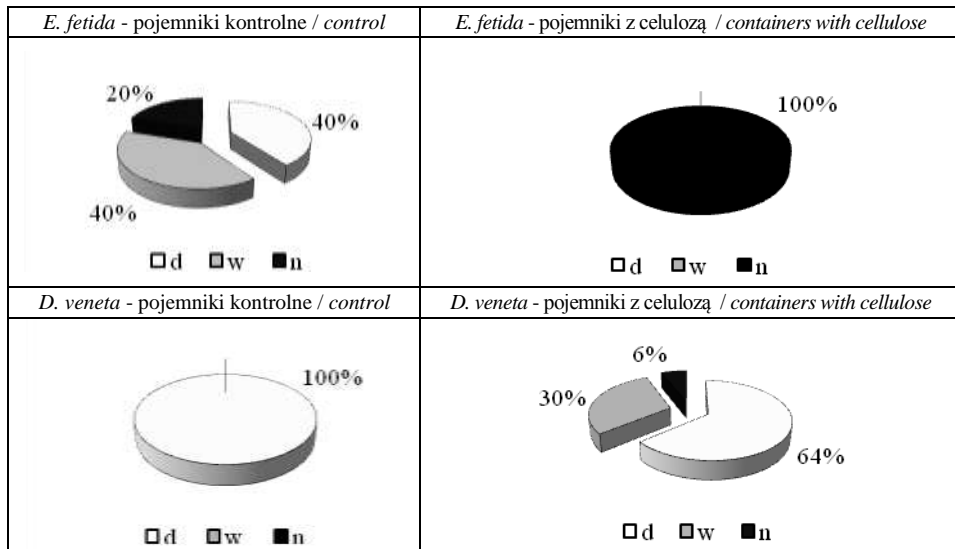 E. fetida - pojemniki kontrolne / control
E. fetida - pojemniki z celulozą / containers with cellulose
20%
40%
40%
d w n
100%
d w n
D. veneta - pojemniki kontrolne / control
D. veneta - pojemniki z celulozą / containers with cellulose
100%
d w n
6%
30%
64%
d w n